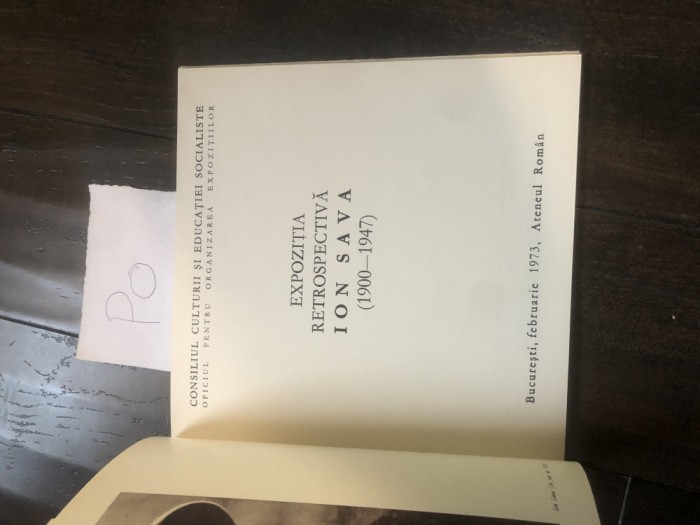 CONSILIUL CULTURII ȘI EDUCAȚIEI SOCIALISTE
OFICIUL PENTRU ORGANIZAREA EXPOZIȚIILOR
EXPOZIȚIA
RETROSPECTIVĂ
ION SAVA
(1900—1947)
București, februarie 1973, Ateneul Român
PO